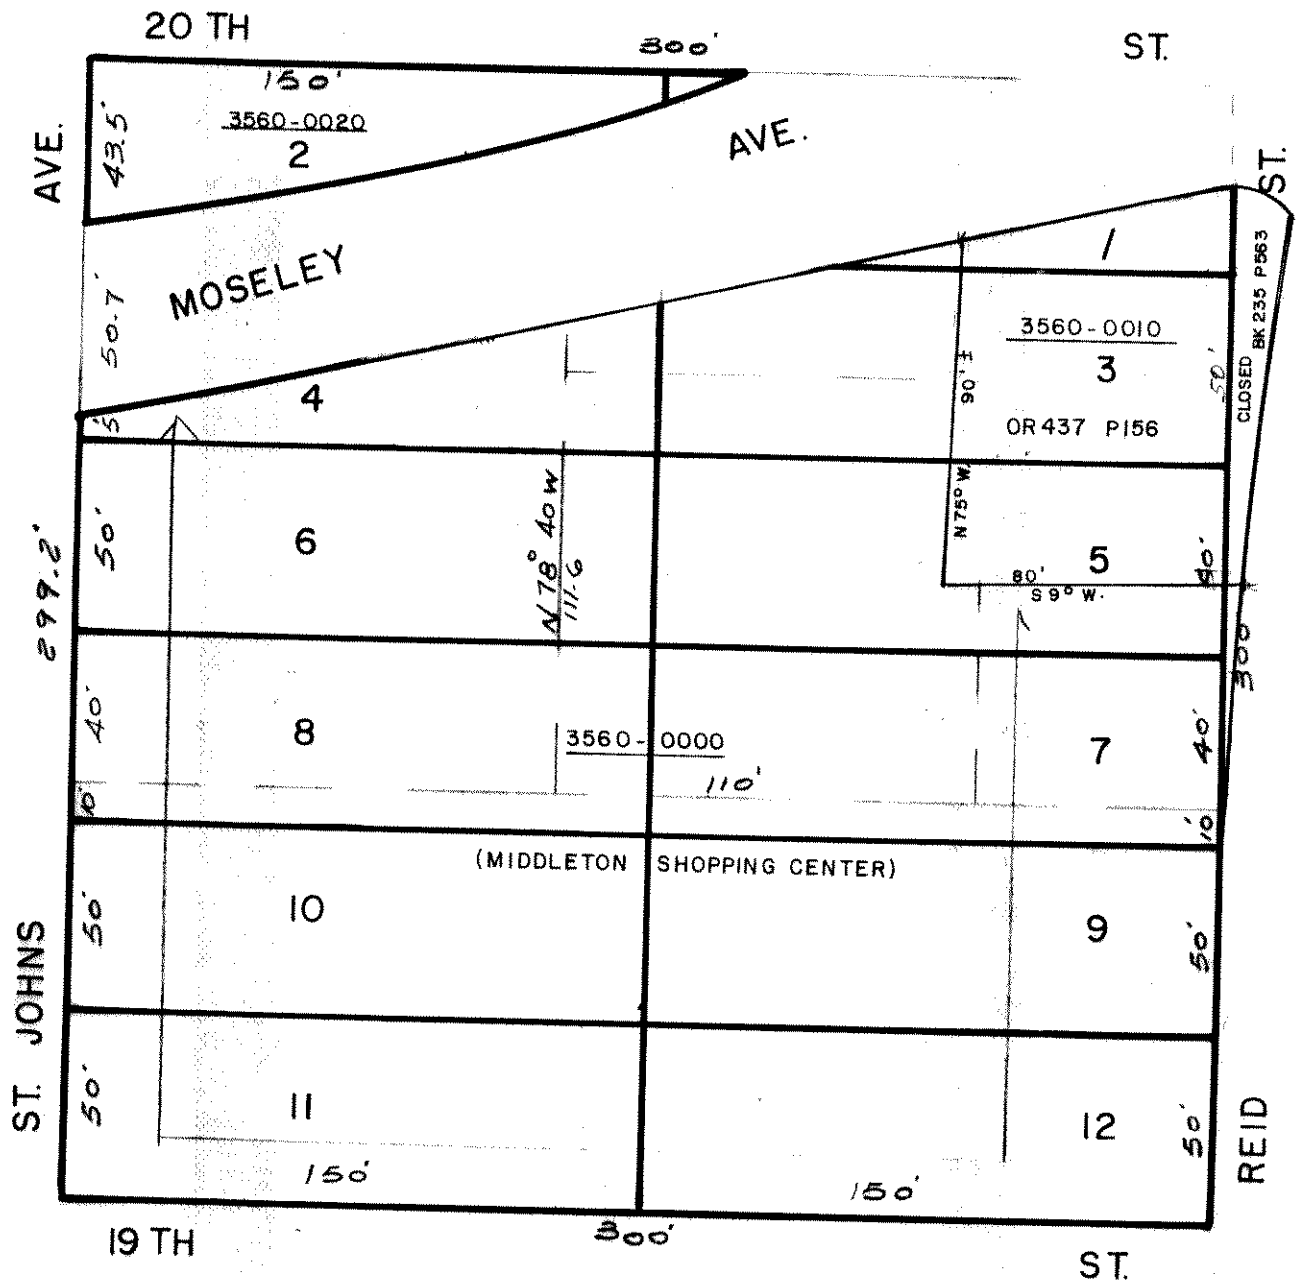 20 TH
300'
ST.
150'
3560-0020
2
43.5'
AVE.
AVE.
ST.
MOSELEY
50.7'
1
CLOSED BK 235 P563
3560-0010
3
50'
90' ±
OR 437 P156
4
5'
N 75° W.
6
50'
N 78° 40 W
111.6
5
40'
80'
S 9° W.
299.2'
300
8
40'
3560-0000
7
40'
110'
10'
10'
(MIDDLETON SHOPPING CENTER)
10
50'
9
50'
ST. JOHNS
11
50'
12
50'
REID
150'
150'
19 TH
300'
ST.